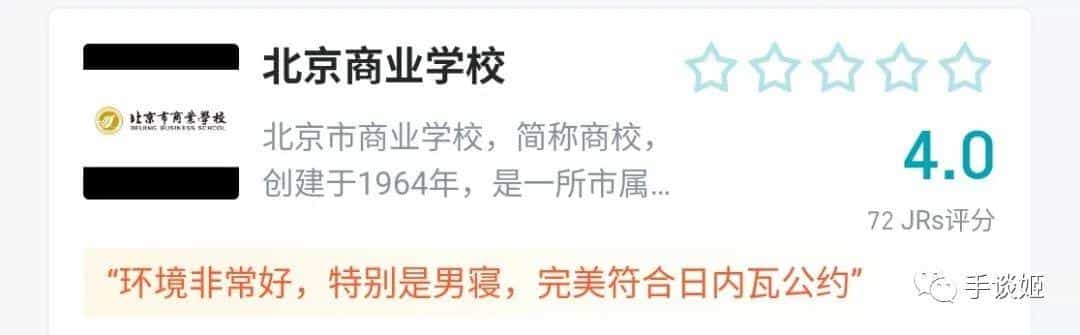 北京商业学校
北京市商業學校
BEIJING BUSINESS SCHOOL
北京市商业学校，简称商校，
创建于1964年，是一所市属...
4.0
72 JRs评分
“环境非常好，特别是男寝，完美符合日内瓦公约”
手谈姬